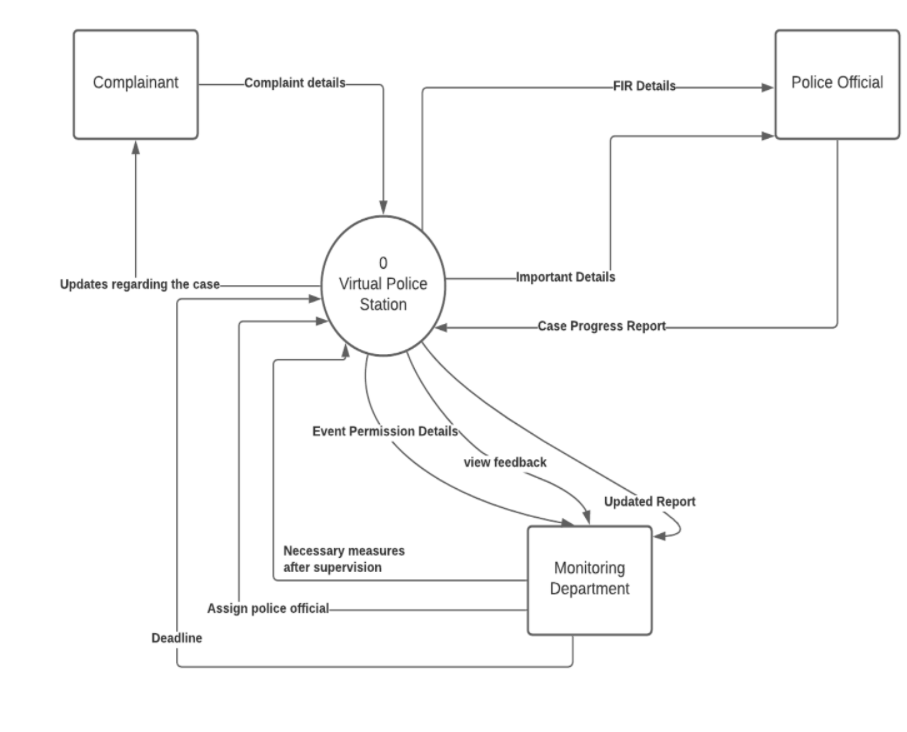 Complainant
Complaint details
FIR Details
Police Official
0
Virtual Police
Station
Important Details
Updates regarding the case
Case Progress Report
Event Permission Details
view feedback
Updated Report
Necessary measures
after supervision
Monitoring
Department
Assign police official
Deadline